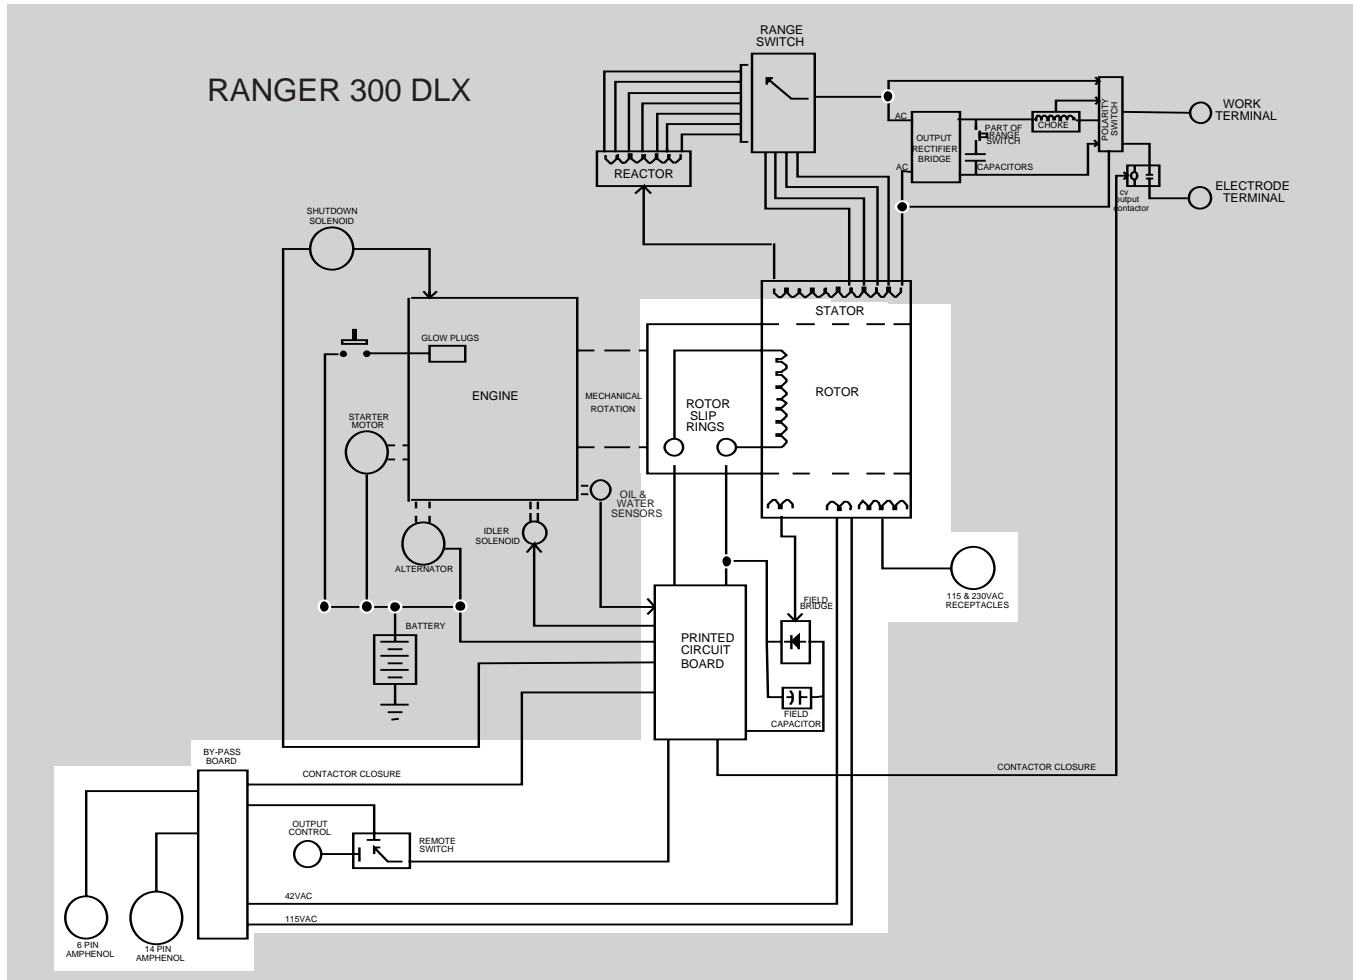 RANGE
SWITCH
RANGER 300 DLX
WORK
TERMINAL
POLARITY
SWITCH
AC
CHOKE
PART OF
RANGE
SWITCH
OUTPUT
RECTIFIER
BRIDGE
AC
CAPACITORS
REACTOR
ELECTRODE
TERMINAL
cv
output
contactor
SHUTDOWN
SOLENOID
STATOR
GLOW PLUGS
ENGINE
MECHANICAL
ROTATION
ROTOR
ROTOR
SLIP
RINGS
STARTER
MOTOR
OIL &
WATER
SENSORS
IDLER
SOLENOID
ALTERNATOR
115 & 230VAC
RECEPTACLES
FIELD
BRIDGE
BATTERY
PRINTED
CIRCUIT
BOARD
FIELD
CAPACITOR
BY-PASS
BOARD
CONTACTOR CLOSURE
CONTACTOR CLOSURE
OUTPUT
CONTROL
REMOTE
SWITCH
42VAC
115VAC
6 PIN
AMPHENOL
14 PIN
AMPHENOL